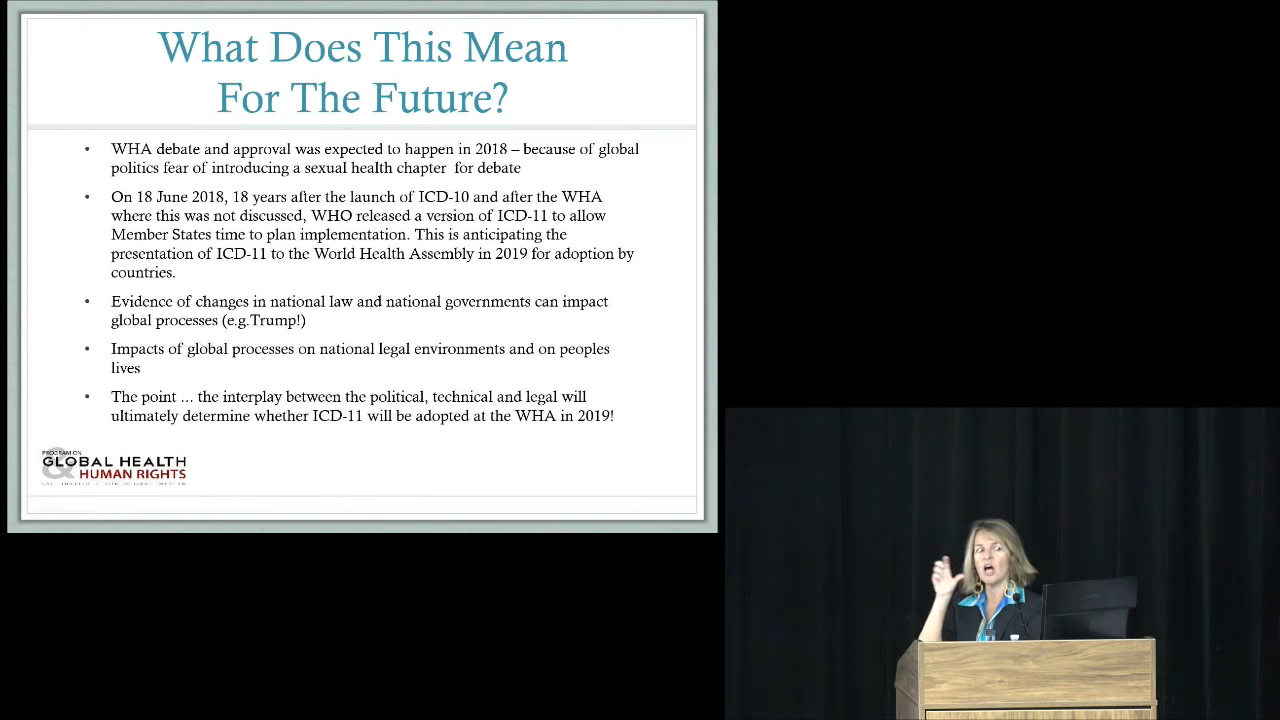 What Does This Mean
For The Future?
• WHA debate and approval was expected to happen in 2018 – because of global
politics fear of introducing a sexual health chapter for debate
• On 18 June 2018, 18 years after the launch of ICD-10 and after the WHA
where this was not discussed, WHO released a version of ICD-11 to allow
Member States time to plan implementation. This is anticipating the
presentation of ICD-11 to the World Health Assembly in 2019 for adoption by
countries.
• Evidence of changes in national law and national governments can impact
global processes (e.g.Trump!)
• Impacts of global processes on national legal environments and on peoples
lives
• The point ... the interplay between the political, technical and legal will
ultimately determine whether ICD-11 will be adopted at the WHA in 2019!
PROGRAM ON
GLOBAL HEALTH
& HUMAN RIGHTS